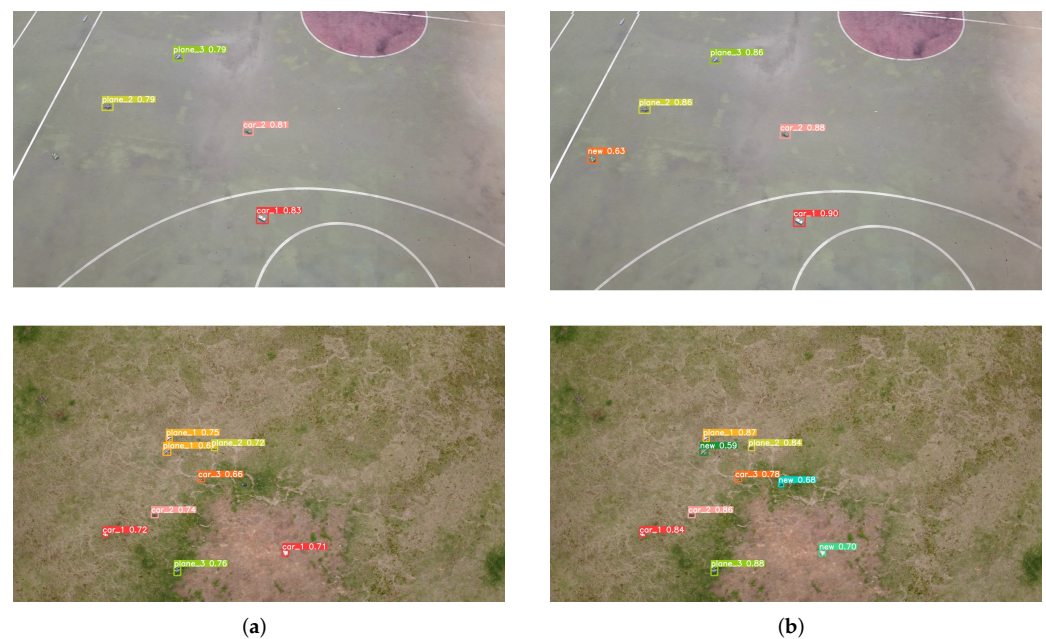 plane_3 0.79
plane_2 0.79
car_2 0.81
car_1 0.83
plane_3 0.86
plane_2 0.86
car_2 0.88
new 0.63
car_1 0.90
plane_1 0.75
plane_1 0.6
plane_2 0.72
car_3 0.66
car_2 0.74
car_1 0.72
car_1 0.71
plane_3 0.76
plane_1 0.87
new 0.59
plane_2 0.84
car_3 0.78
new 0.68
car_2 0.86
car_1 0.84
new 0.70
plane_3 0.88
(a)
(b)